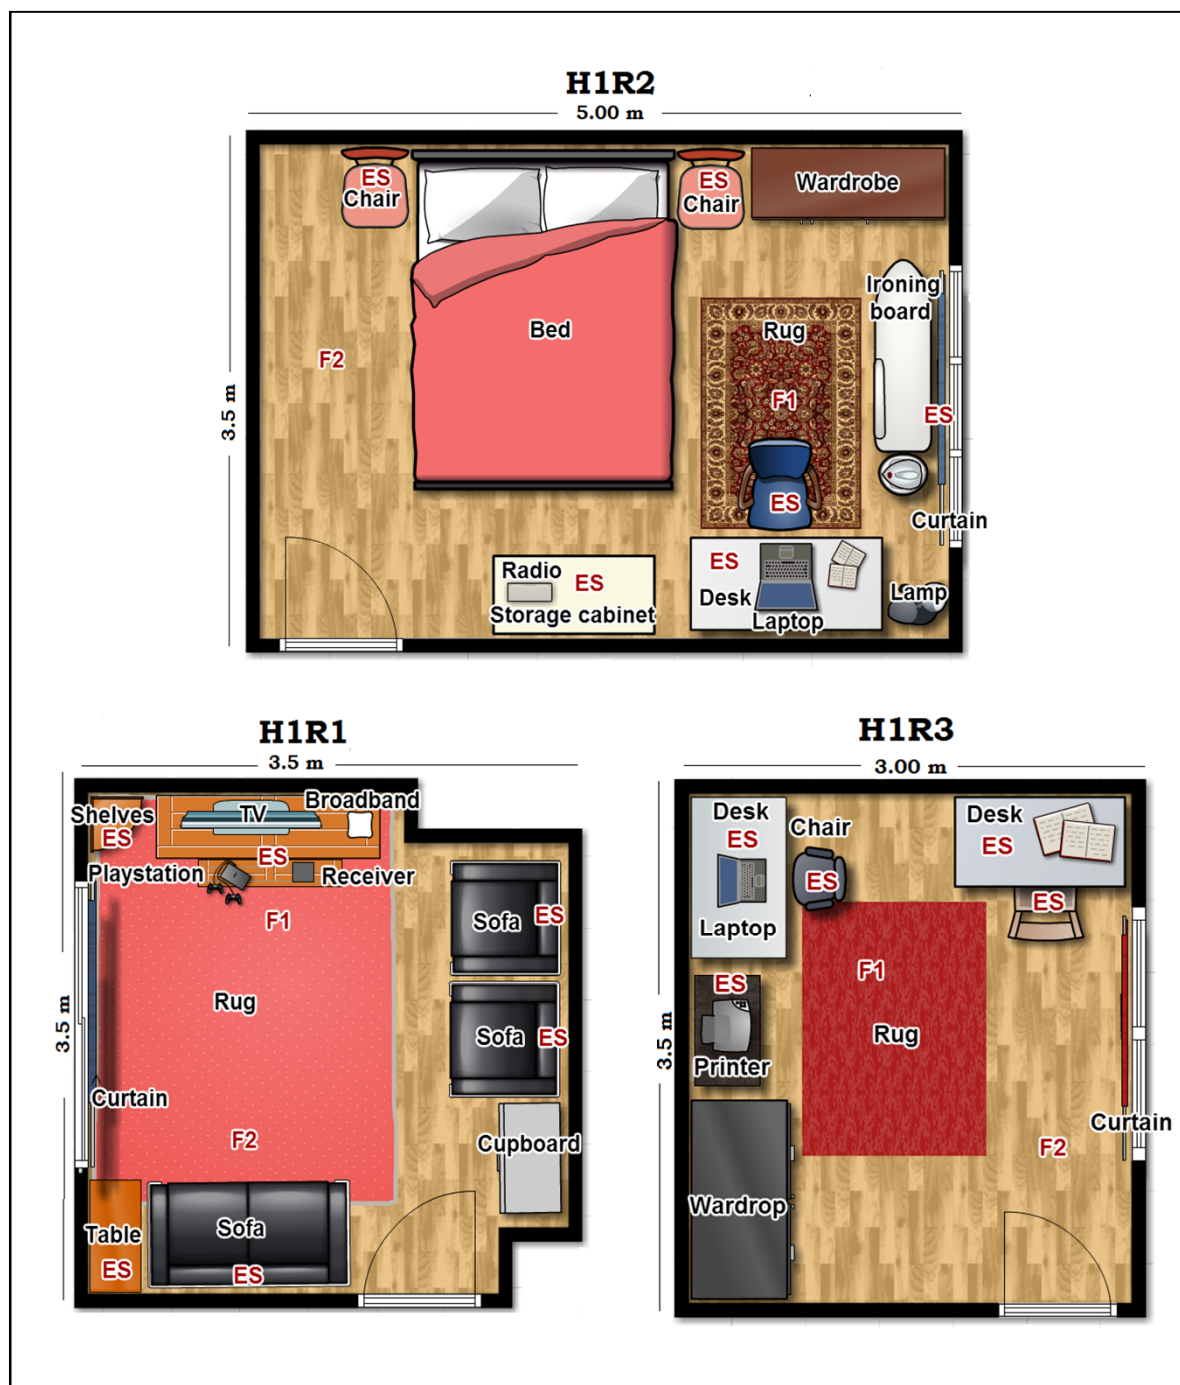 H1R2
5.00 m
3.5 m
ES
Chair
ES
Chair
Wardrobe
Ironing
board
Bed
Rug
F2
F1
ES
ES
Curtain
Radio
ES
Storage cabinet
ES
Desk
Laptop
Lamp
H1R1
3.5 m
3.5 m
Shelves
ES
TV
Broadband
ES
Playstation
Receiver
F1
Sofa
ES
Rug
Sofa
ES
Curtain
F2
Cupboard
Table
ES
Sofa
ES
H1R3
3.00 m
3.5 m
Desk
ES
Laptop
Chair
ES
Desk
ES
ES
F1
ES
Printer
Rug
Curtain
F2
Wardrop